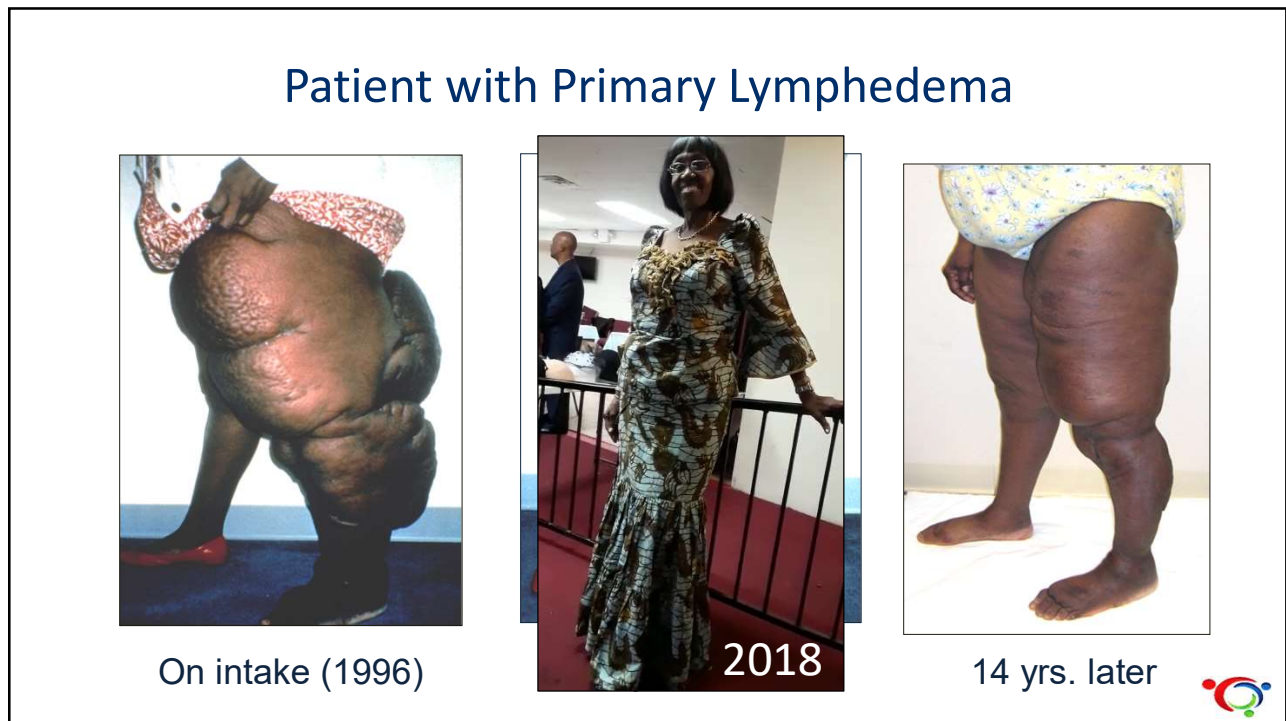 Patient with Primary Lymphedema
On intake (1996)
2018
14 yrs. later